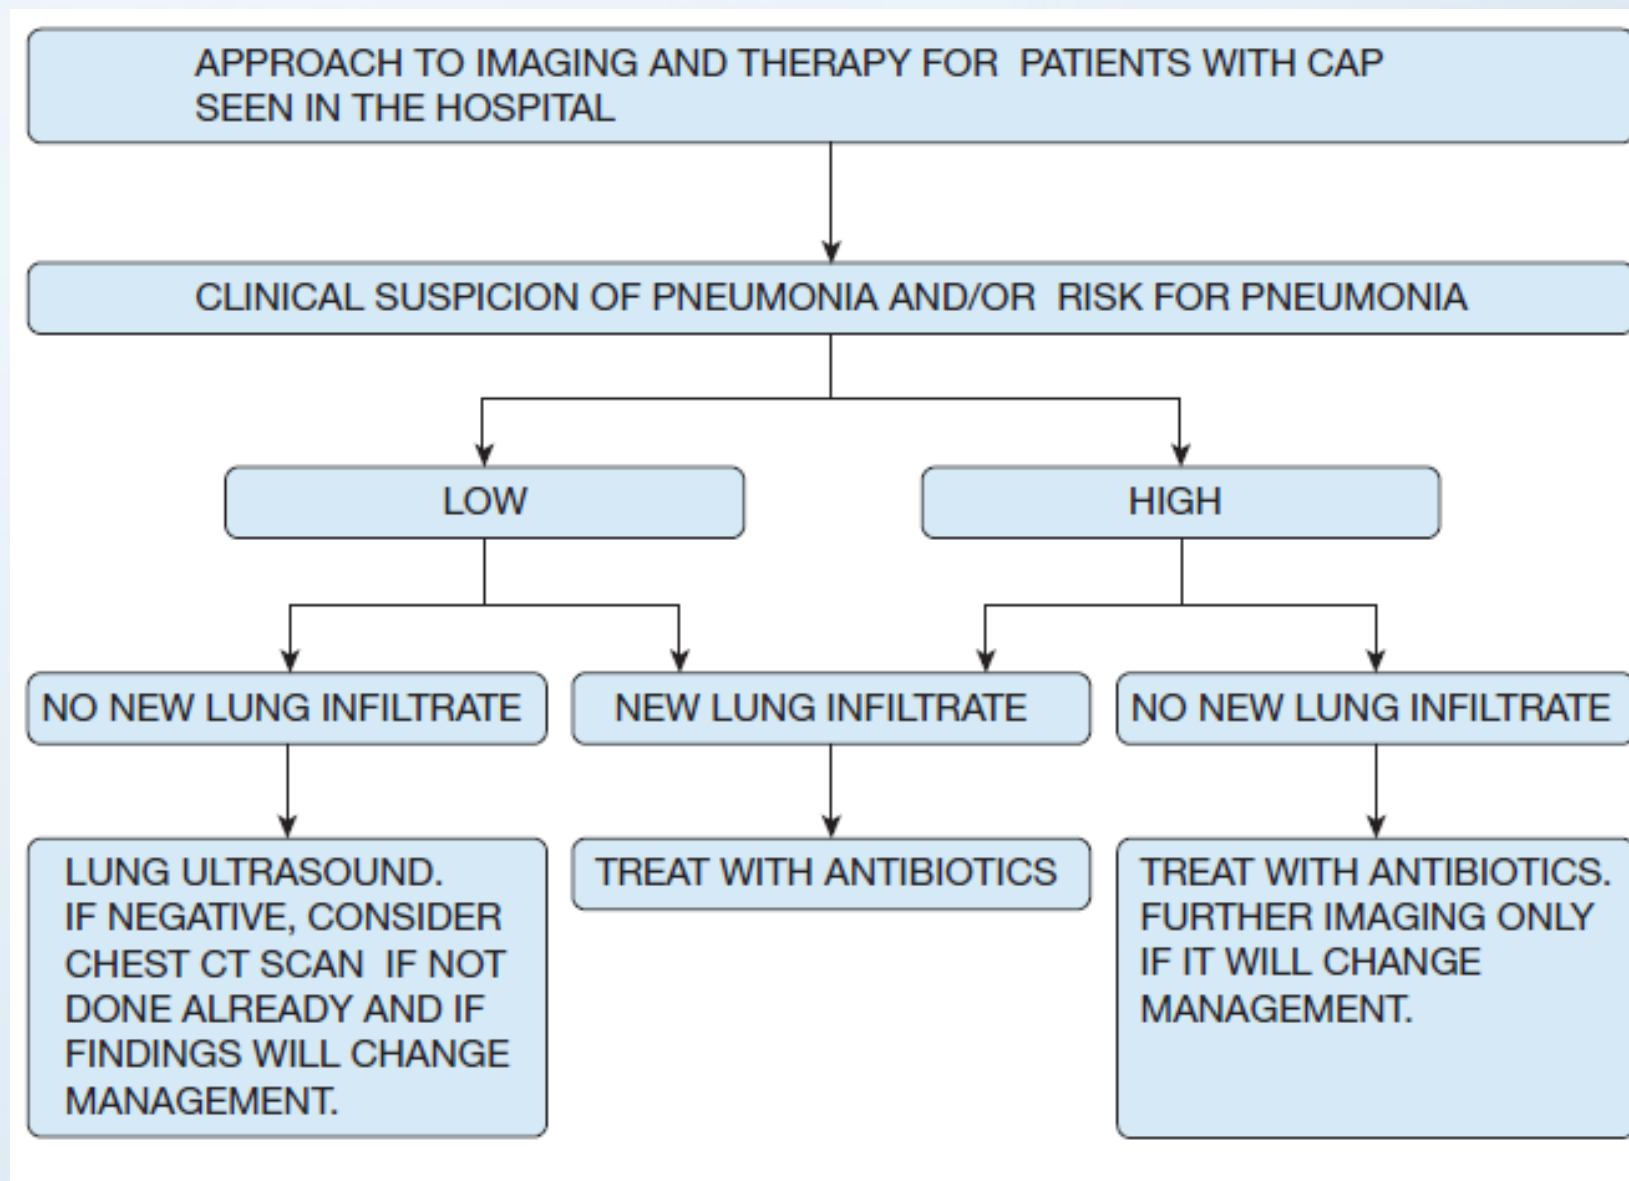 APPROACH TO IMAGING AND THERAPY FOR PATIENTS WITH CAP
SEEN IN THE HOSPITAL
CLINICAL SUSPICION OF PNEUMONIA AND/OR RISK FOR PNEUMONIA
LOW
HIGH
NO NEW LUNG INFILTRATE
NEW LUNG INFILTRATE
NO NEW LUNG INFILTRATE
LUNG ULTRASOUND.
IF NEGATIVE, CONSIDER
CHEST CT SCAN IF NOT
DONE ALREADY AND IF
FINDINGS WILL CHANGE
MANAGEMENT.
TREAT WITH ANTIBIOTICS
TREAT WITH ANTIBIOTICS.
FURTHER IMAGING ONLY
IF IT WILL CHANGE
MANAGEMENT.